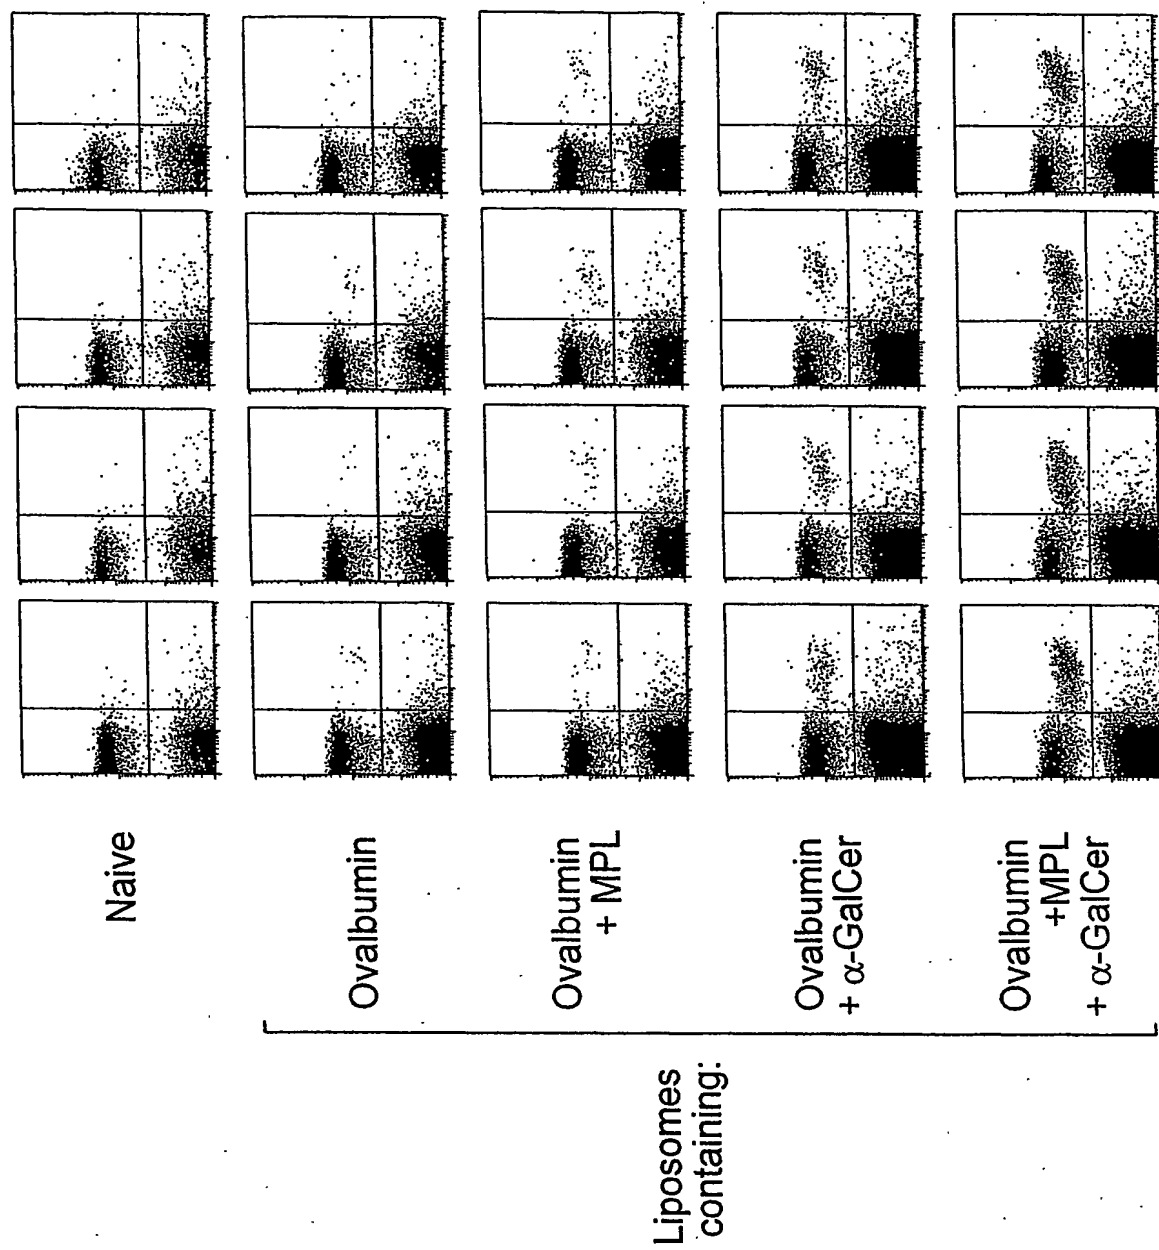 Naive
Liposomes
containing:
Ovalbumin
Ovalbumin
+ MPL
Ovalbumin
+ α-GalCer
Ovalbumin
+MPL
+ α-GalCer